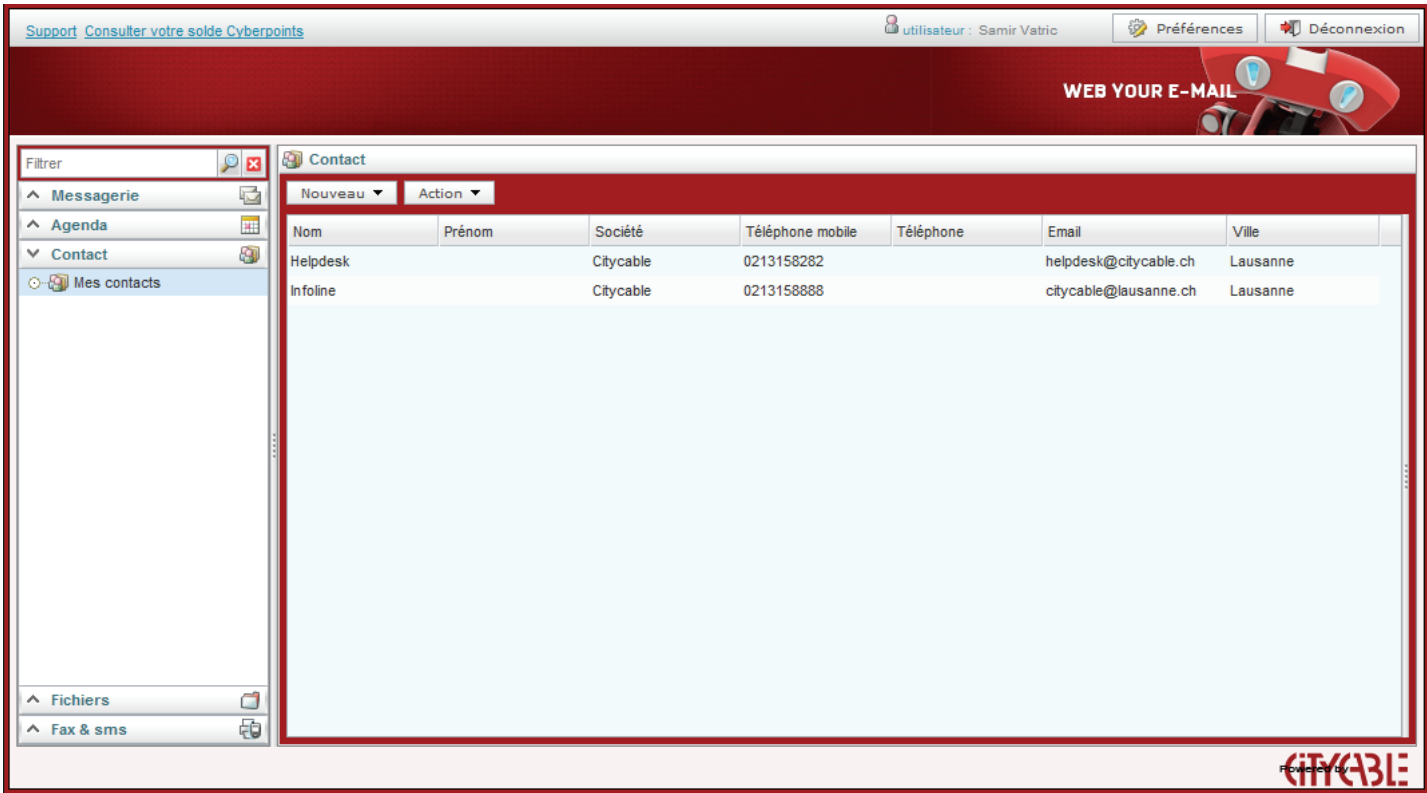 Support Consulter votre solde Cyberpoints utilisateur : Samir Vatric Préférences Déconnexion
WEB YOUR E-MAIL
Filtrer
Messagerie
Agenda
Contact
Mes contacts
Fichiers
Fax & sms
Contact
Nouveau Action
Nom Prénom Société Téléphone mobile Téléphone Email Ville
Helpdesk Citycable 0213158282 helpdesk@citycable.ch Lausanne
Infoline Citycable 0213158888 citycable@lausanne.ch Lausanne
Powered by CITYCABLE